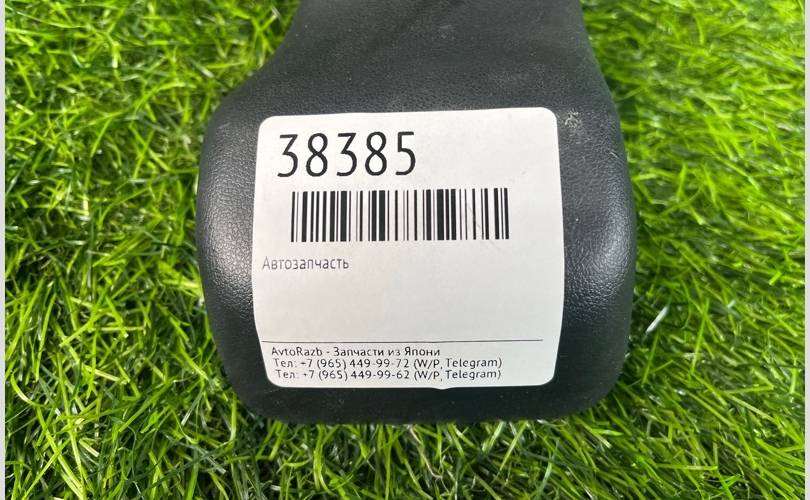 38385
Автозапчасть
AvtoRazb - Запчасти из Япони
Тел: +7 (965) 449-99-72 (W/P, Telegram)
Тел: +7 (965) 449-99-62 (W/P, Telegram)